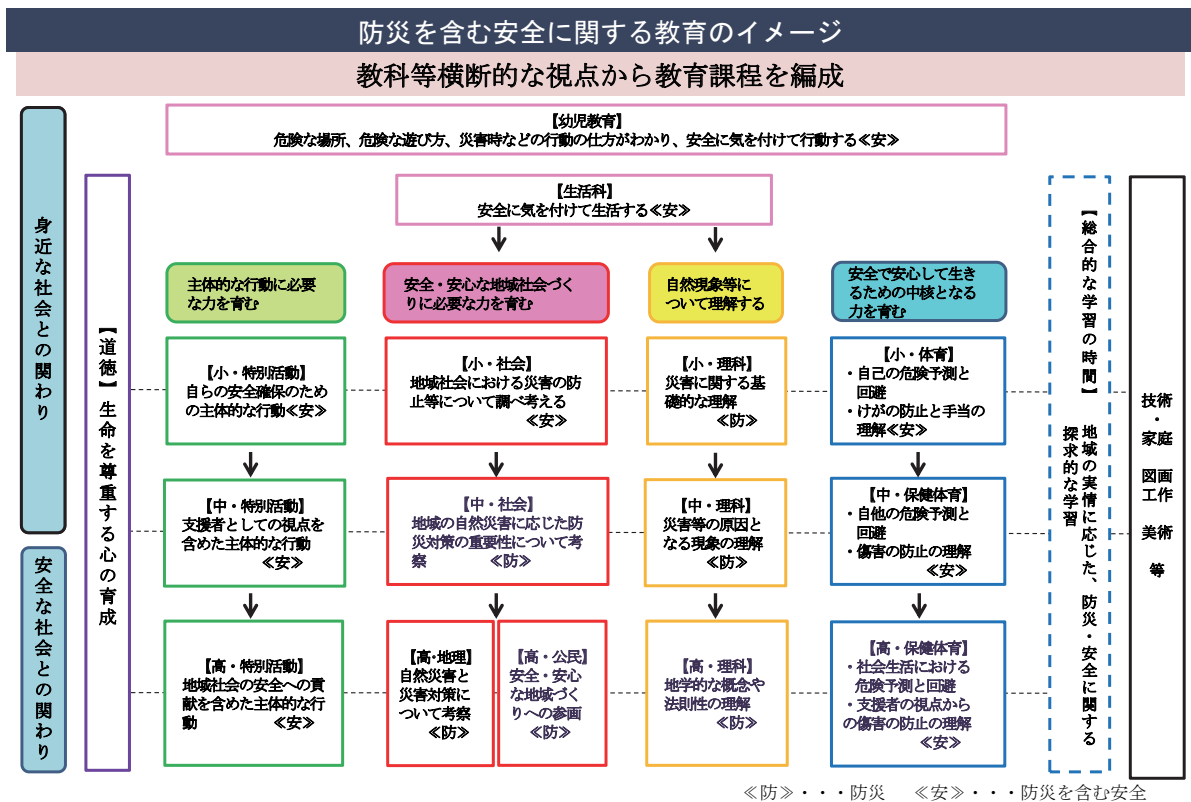 防災を含む安全に関する教育のイメージ
教科等横断的な視点から教育課程を編成
身近な社会との関わり
安全な社会との関わり
【道徳】生命を尊重する心の育成
【幼児教育】
危険な場所、危険な遊び方、災害時などの行動の仕方がわかり、安全に気を付けて行動する≪安≫
【生活科】
安全に気を付けて生活する≪安≫
主体的な行動に必要
な力を育む
安全・安心な地域社会づく
りに必要な力を育む
自然現象等に
ついて理解する
安全で安心して生き
るための中核となる
力を育む
【小・特別活動】
自らの安全確保のため
の主体的な行動≪安≫
【小・社会】
地域社会における災害の防
止等について調べ考える
≪安≫
【小・理科】
災害に関する基
礎的な理解
≪防≫
【小・体育】
・自己の危険予測と
回避
・けがの防止と手当の
理解≪安≫
【中・特別活動】
支援者としての視点を
含めた主体的な行動
≪安≫
【中・社会】
地域の自然災害に応じた防
災対策の重要性について考
察 ≪防≫
【中・理科】
災害等の原因と
なる現象の理解
≪防≫
【中・保健体育】
・自他の危険予測と
回避
・傷害の防止の理解
≪安≫
【高・特別活動】
地域社会の安全への貢
献を含めた主体的な行
動 ≪安≫
【高・地理】
自然災害と
災害対策に
ついて考察
≪防≫
【高・公民】
安全・安心
な地域づく
りへの参画
≪防≫
【高・理科】
地学的な概念や
法則性の理解
≪防≫
【高・保健体育】
・社会生活における
危険予測と回避
・支援者の視点から
の傷害の防止の理解
≪安≫
【総合的な学習の時間】 地域の実情に応じた、防災・安全に関する
探求的な学習
技術
・
家庭
図画
工作
美術
等
≪防≫・・・防災 ≪安≫・・・防災を含む安全